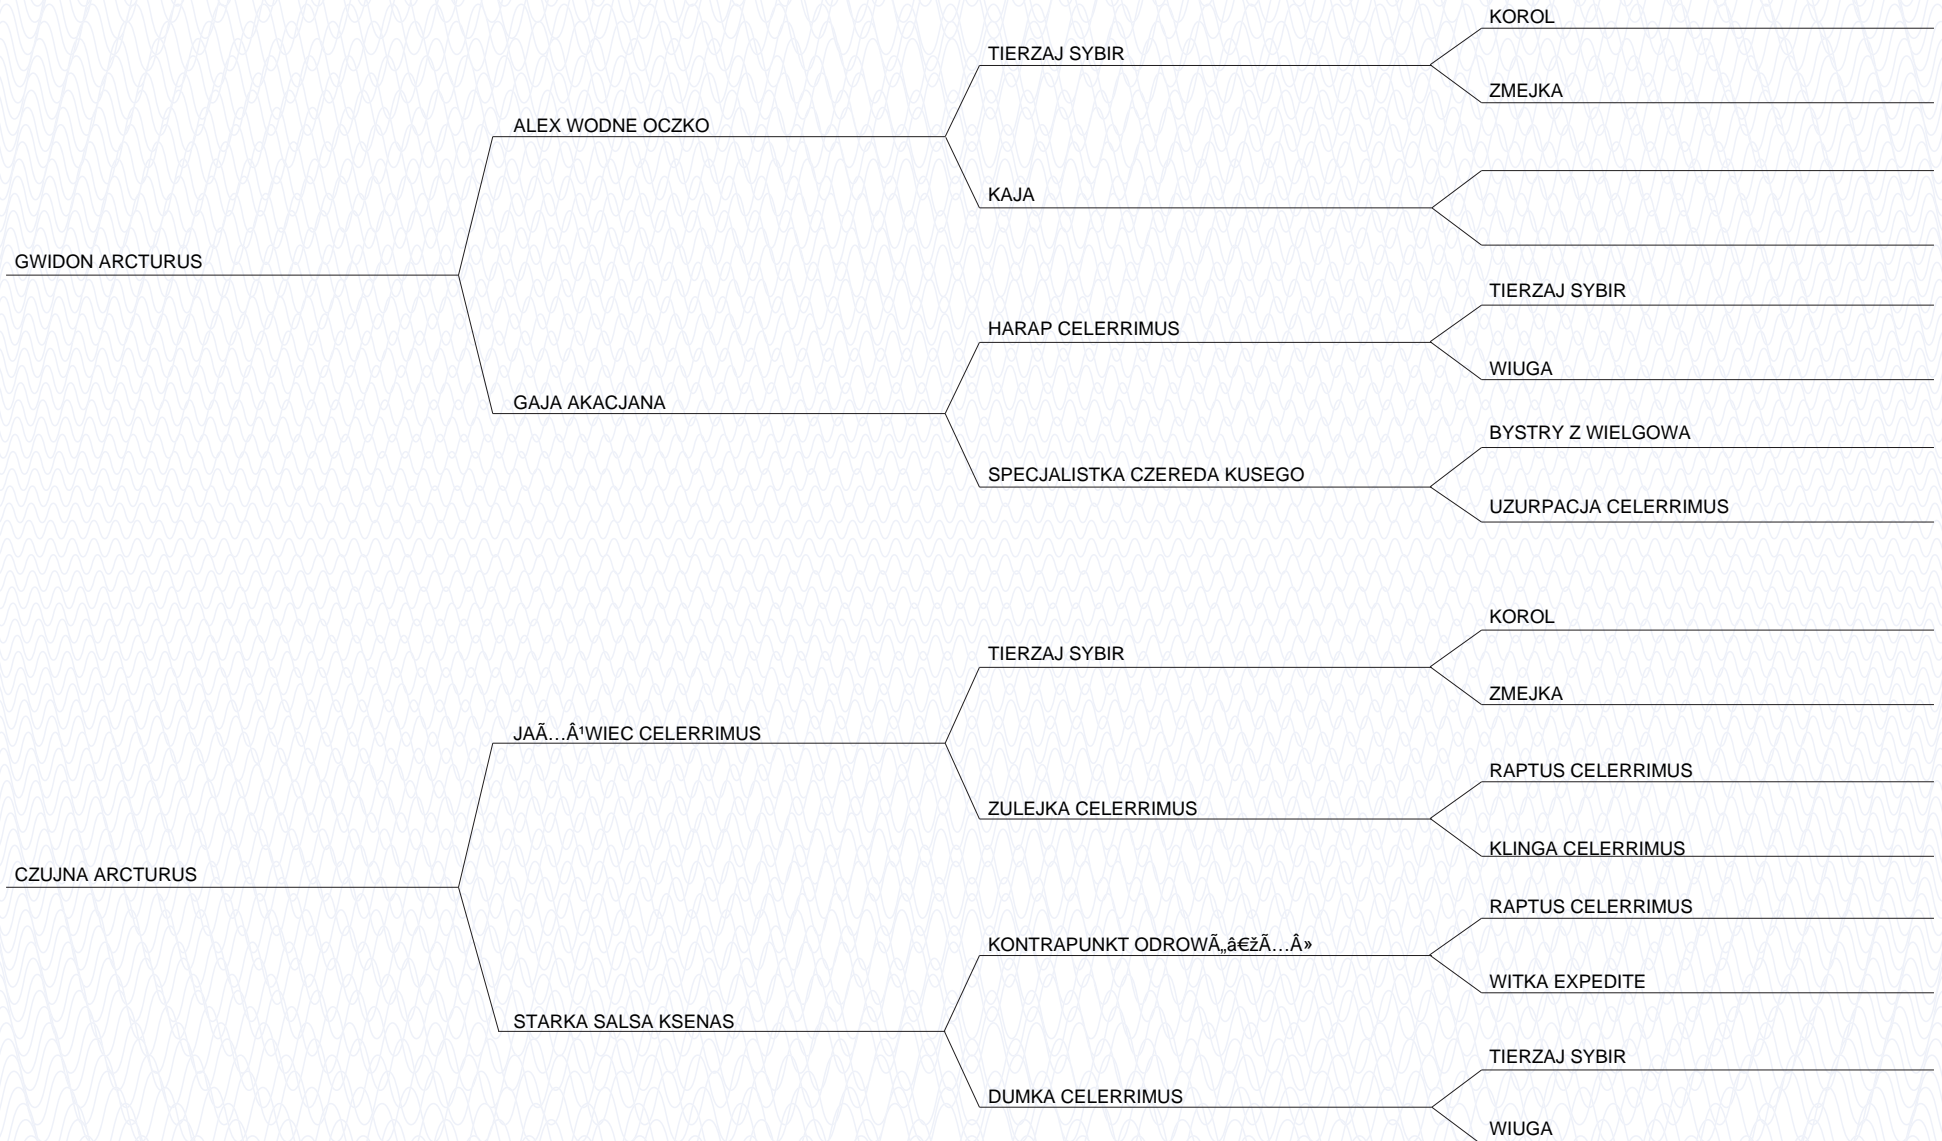 KOROL
TIERZAJ SYBIR
ZMEJKA
ALEX WODNE OCZKO
KAJA
GWIDON ARCTURUS
TIERZAJ SYBIR
HARAP CELERRIMUS
WIUGA
GAJA AKACJANA
BYSTRY Z WIELGOWA
SPECJALISTKA CZEREDA KUSEGO
UZURPACJA CELERRIMUS
KOROL
TIERZAJ SYBIR
ZMEJKA
JAÃ…Â¹WIEC CELERRIMUS
RAPTUS CELERRIMUS
ZULEJKA CELERRIMUS
KLINGA CELERRIMUS
CZUJNA ARCTURUS
RAPTUS CELERRIMUS
KONTRAPUNKT ODROWÃ„â€žÃ…Â»
WITKA EXPEDITE
STARKA SALSA KSENAS
TIERZAJ SYBIR
DUMKA CELERRIMUS
WIUGA